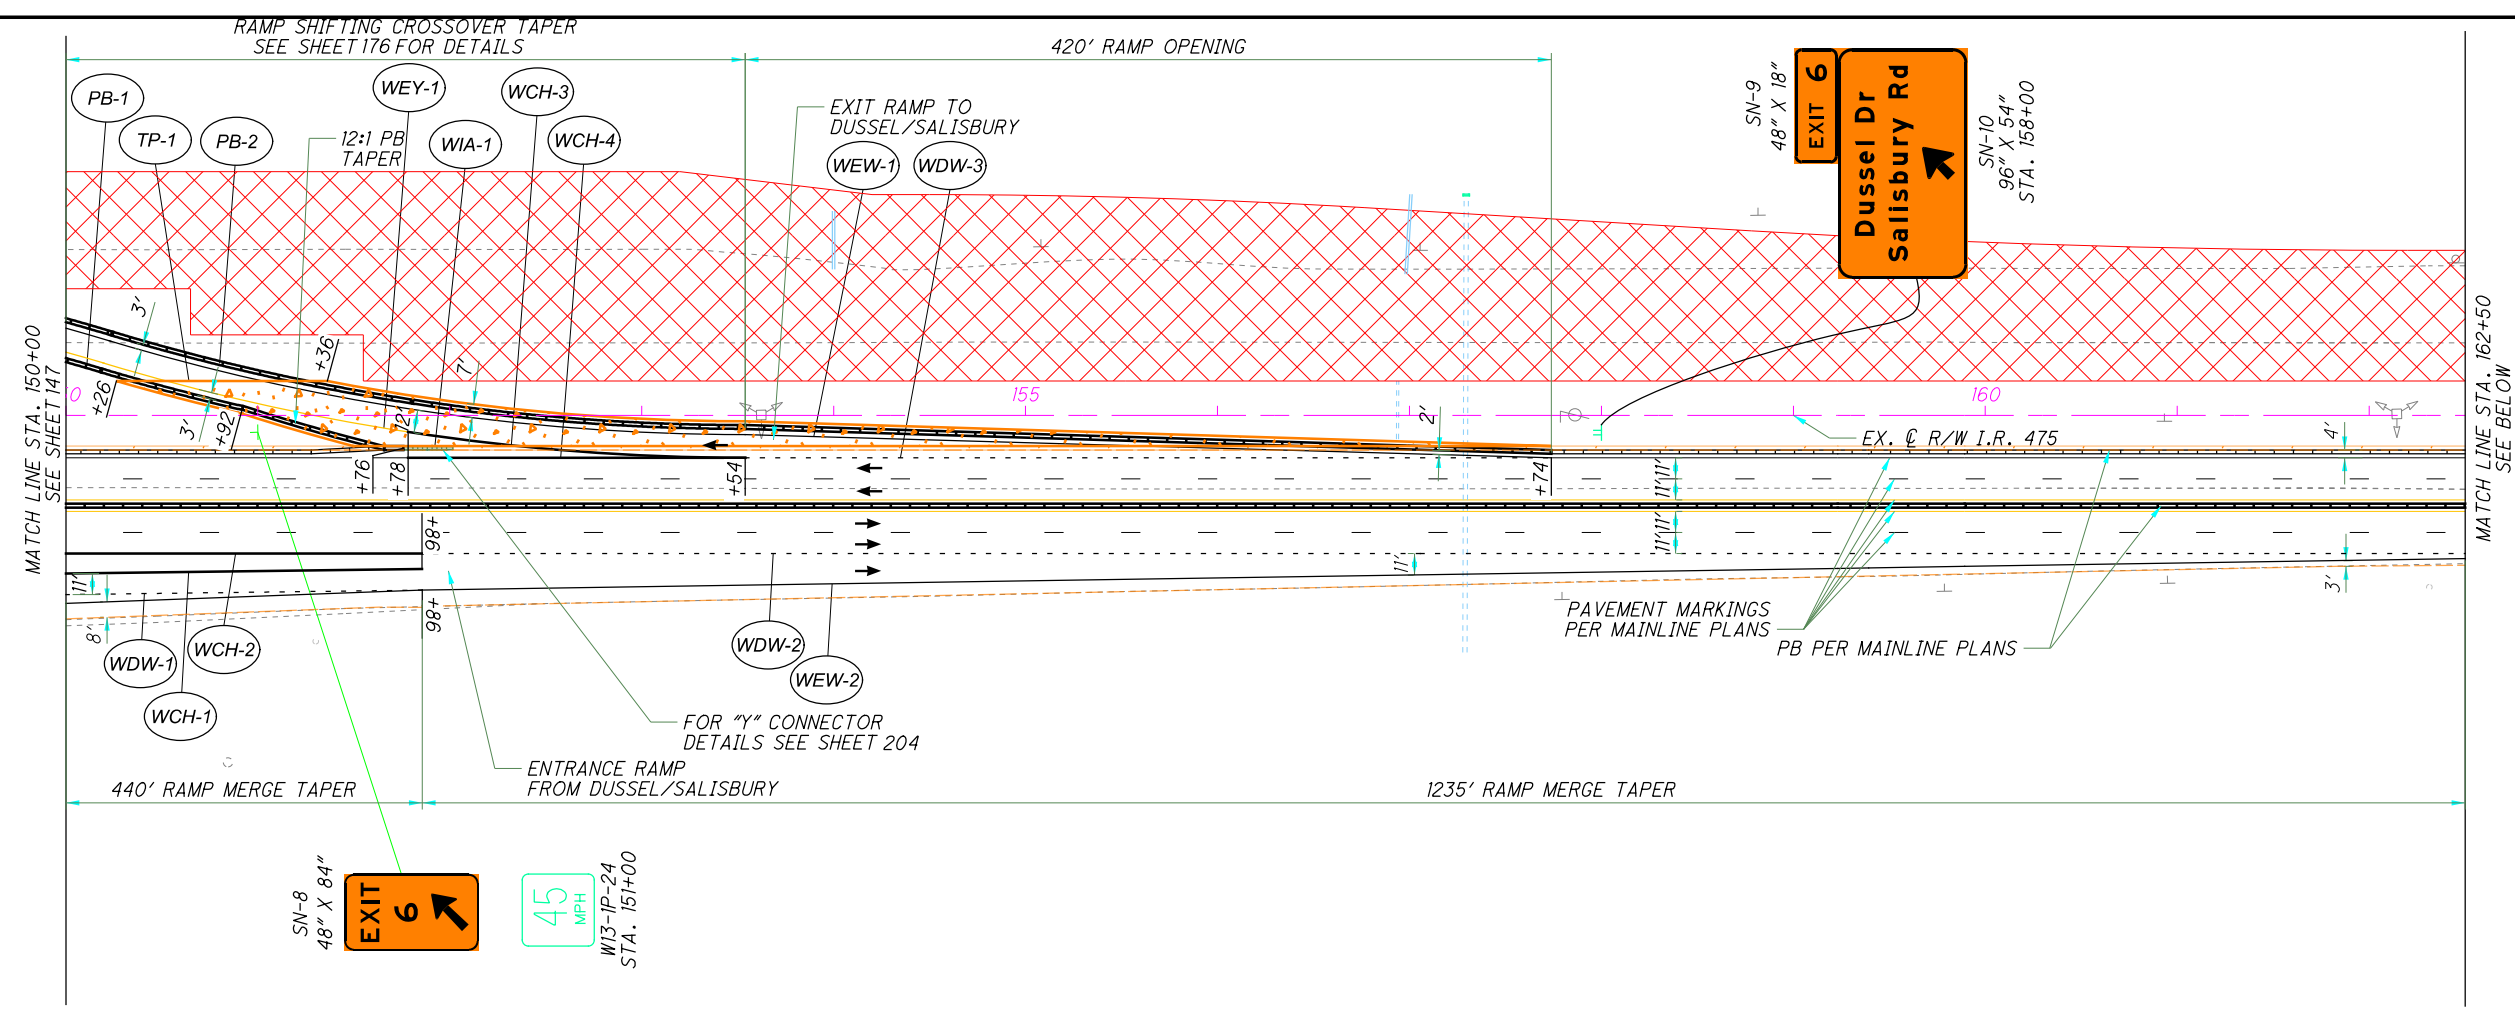 RAMP SHIFTING CROSSOVER TAPER
SEE SHEET 176 FOR DETAILS
420' RAMP OPENING
PB-1
TP-1
PB-2
12:1 PB
TAPER
WEY-1
WIA-1
WCH-3
WCH-4
EXIT RAMP TO
DUSSEL/SALISBURY
WEW-1
WDW-3
SN-9
48" X 18"
EXIT 6
Dussel Dr
Salisbury Rd
SN-10
96" X 54"
STA. 158+00
MATCH LINE STA. 150+00
SEE SHEET 147
MATCH LINE STA. 162+50
SEE BELOW
3'
+36
7'
0
+26
3'
+92
12'
155
2'
160
EX. ℄ R/W I.R. 475
4'
+76
+78
+54
+74
11'
11'
11'
11'
+86
11'
11'
3'
8'
+86
WDW-1
WCH-2
WCH-1
WDW-2
WEW-2
PAVEMENT MARKINGS
PER MAINLINE PLANS
PB PER MAINLINE PLANS
FOR "Y" CONNECTOR
DETAILS SEE SHEET 204
ENTRANCE RAMP
FROM DUSSEL/SALISBURY
440' RAMP MERGE TAPER
1235' RAMP MERGE TAPER
SN-8
48" X 84"
EXIT
6
45
MPH
W13-1P-24
STA. 151+00